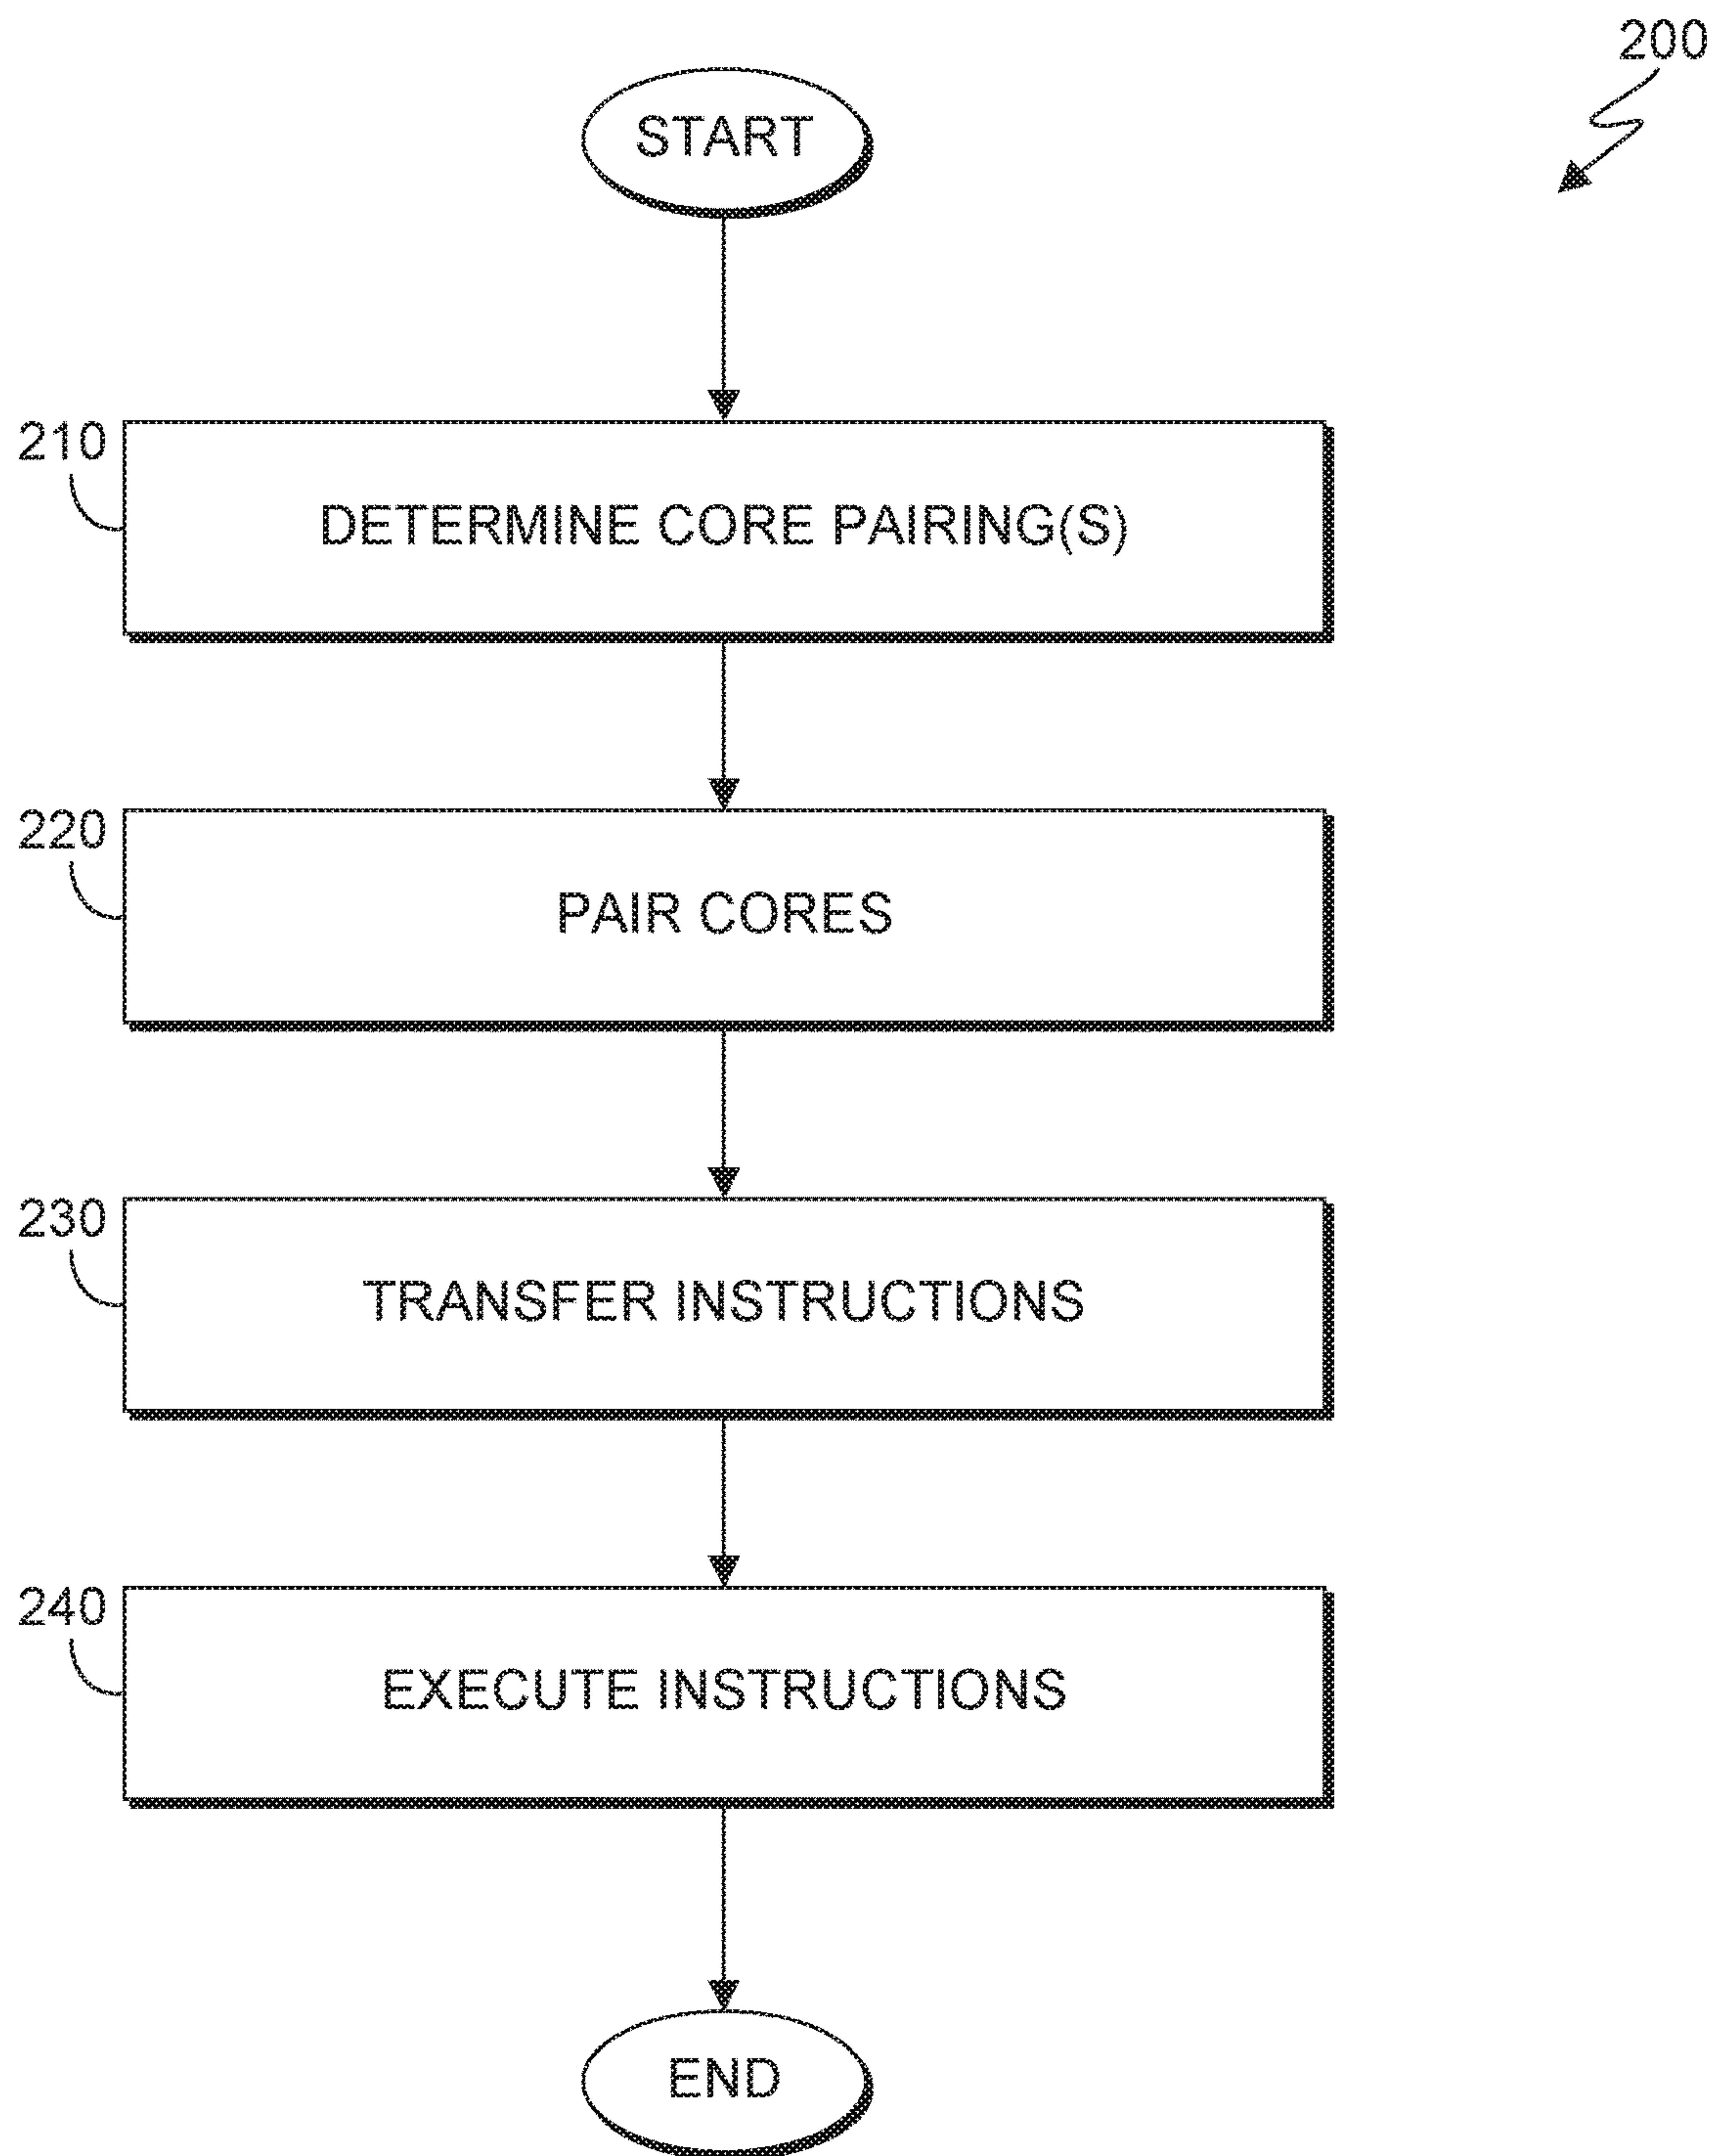 200
START
210
DETERMINE CORE PAIRING(S)
220
PAIR CORES
230
TRANSFER INSTRUCTIONS
240
EXECUTE INSTRUCTIONS
END